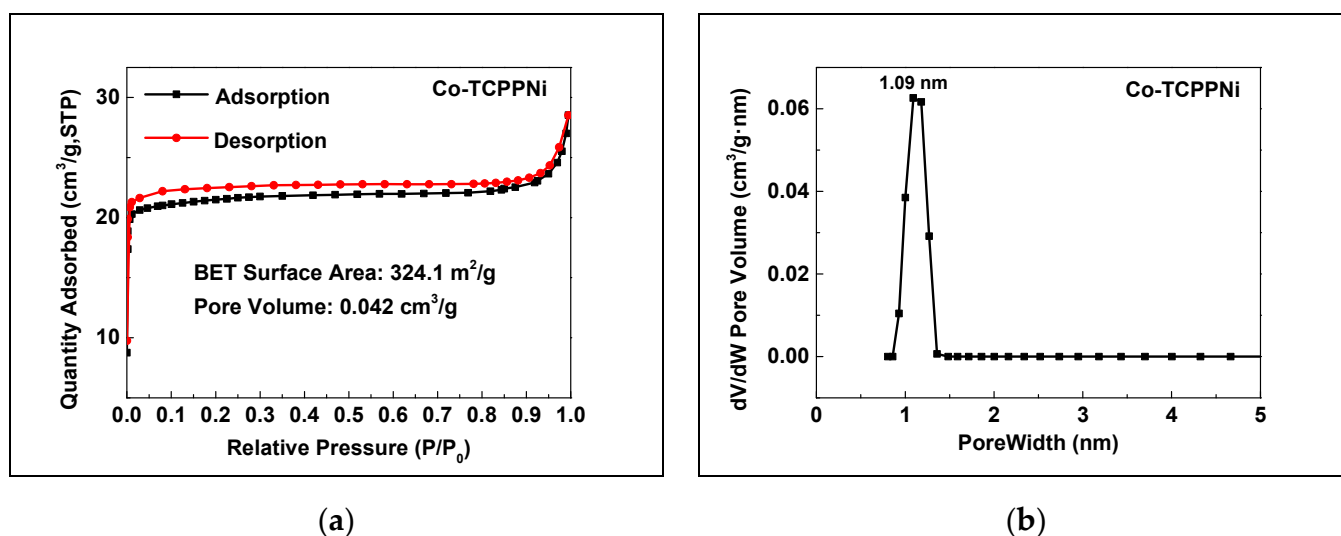 Co-TCPPNi
Adsorption
Desorption
BET Surface Area: 324.1 m²/g
Pore Volume: 0.042 cm³/g
Quantity Adsorbed (cm³/g,STP)
30
20
10
0.0 0.1 0.2 0.3 0.4 0.5 0.6 0.7 0.8 0.9 1.0
Relative Pressure (P/P₀)
(a)
1.09 nm
Co-TCPPNi
dV/dW Pore Volume (cm³/g·nm)
0.06
0.04
0.02
0.00
0 1 2 3 4 5
PoreWidth (nm)
(b)